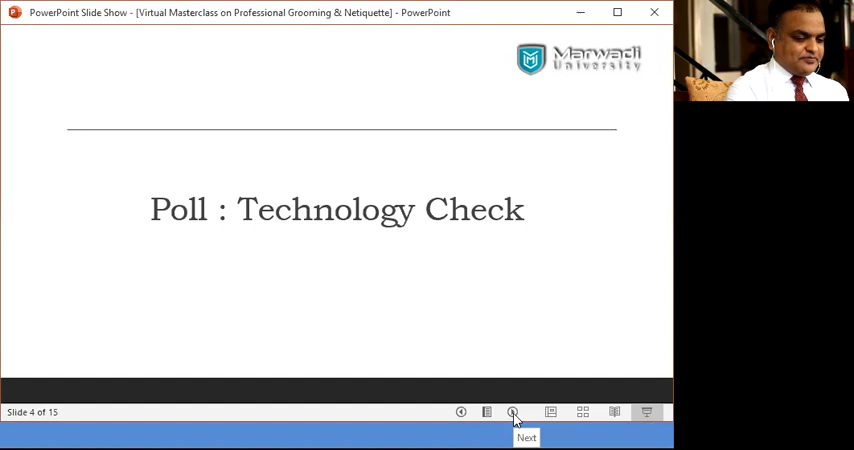 PowerPoint Slide Show - [Virtual Masterclass on Professional Grooming & Netiquette] - PowerPoint
Marwadi
University
Poll : Technology Check
Slide 4 of 15
Next